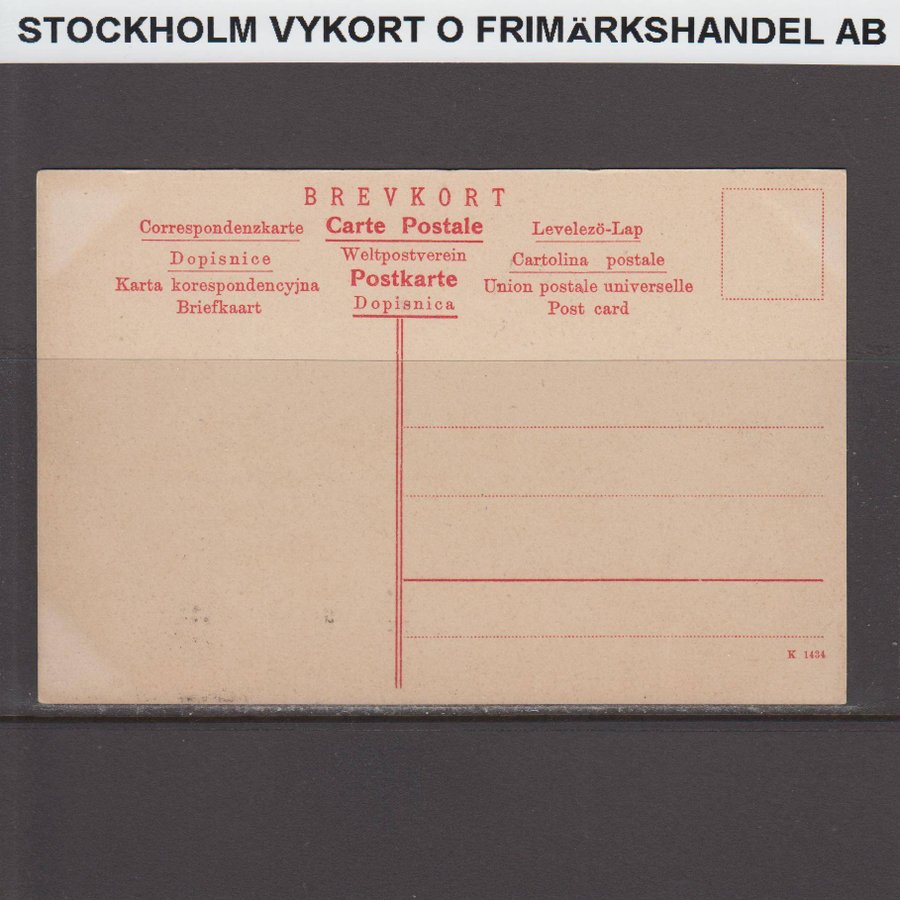 STOCKHOLM VYKORT O FRIMÄRKSHANDEL AB
BREVKORT
Correspondenzkarte
Dopisnice
Karta korespondencyjna
Briefkaart
Carte Postale
Weltpostverein
Postkarte
Dopisnica
Levelezö-Lap
Cartolina postale
Union postale universelle
Post card
K 1434